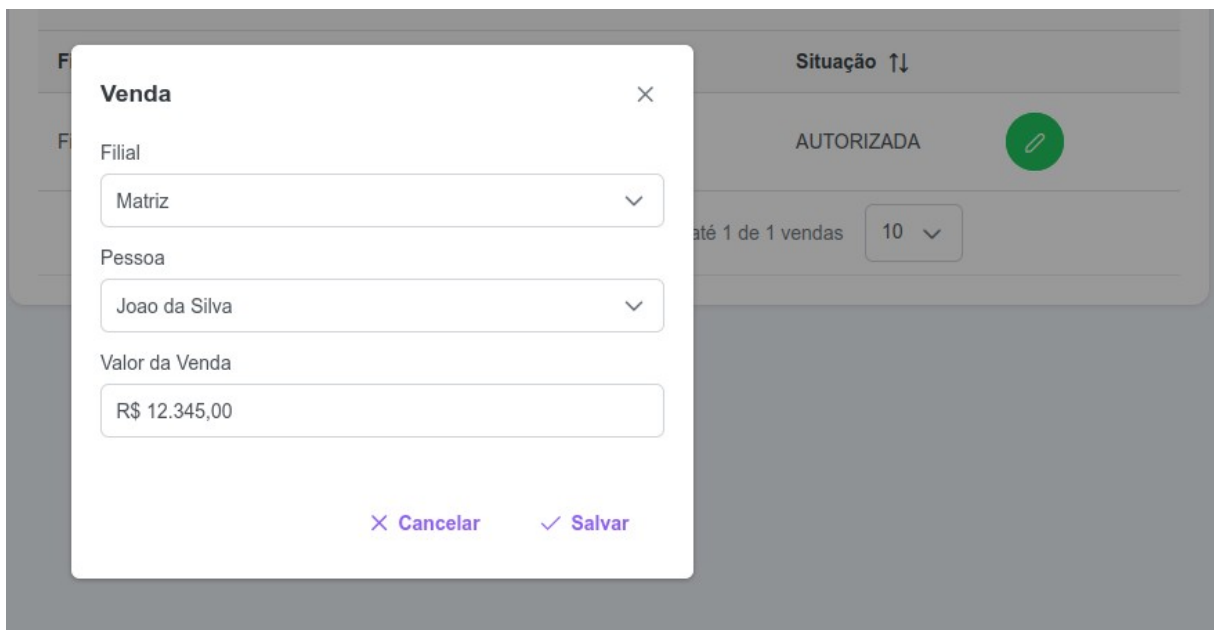 Situação
Venda
Filial
AUTORIZADA
Matriz
até 1 de 1 vendas 10
Pessoa
Joao da Silva
Valor da Venda
R$ 12.345,00
Cancelar Salvar